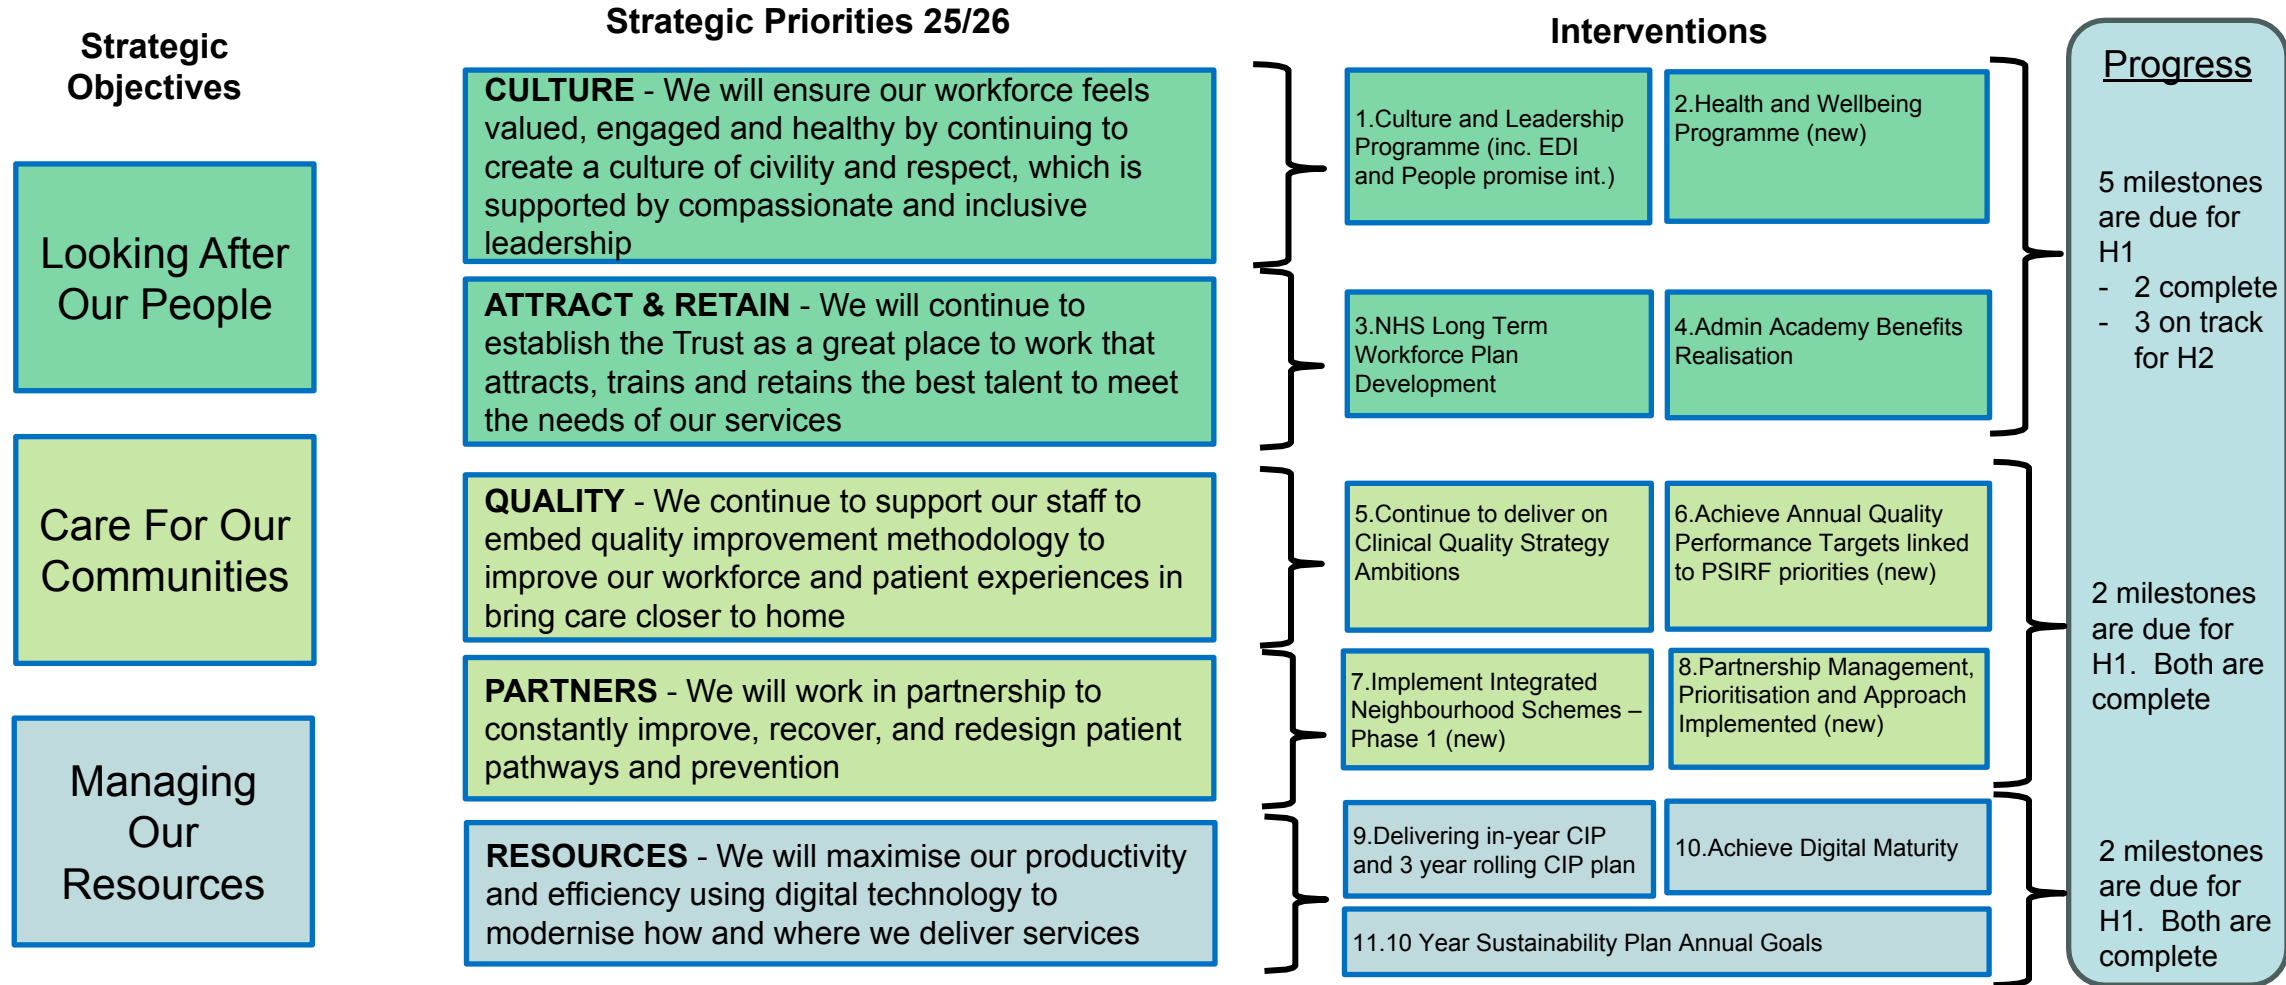 Strategic
Objectives
Strategic Priorities 25/26
Interventions
Progress
Looking After
Our People
Care For Our
Communities
Managing
Our
Resources
CULTURE - We will ensure our workforce feels
valued, engaged and healthy by continuing to
create a culture of civility and respect, which is
supported by compassionate and inclusive
leadership
ATTRACT & RETAIN - We will continue to
establish the Trust as a great place to work that
attracts, trains and retains the best talent to meet
the needs of our services
QUALITY - We continue to support our staff to
embed quality improvement methodology to
improve our workforce and patient experiences in
bring care closer to home
PARTNERS - We will work in partnership to
constantly improve, recover, and redesign patient
pathways and prevention
RESOURCES - We will maximise our productivity
and efficiency using digital technology to
modernise how and where we deliver services
1.Culture and Leadership
Programme (inc. EDI
and People promise int.)
2.Health and Wellbeing
Programme (new)
3.NHS Long Term
Workforce Plan
Development
4.Admin Academy Benefits
Realisation
5.Continue to deliver on
Clinical Quality Strategy
Ambitions
6.Achieve Annual Quality
Performance Targets linked
to PSIRF priorities (new)
7.Implement Integrated
Neighbourhood Schemes –
Phase 1 (new)
8.Partnership Management,
Prioritisation and Approach
Implemented (new)
9.Delivering in-year CIP
and 3 year rolling CIP plan
10.Achieve Digital Maturity
11.10 Year Sustainability Plan Annual Goals
5 milestones
are due for
H1
- 2 complete
- 3 on track
for H2
2 milestones
are due for
H1. Both are
complete
2 milestones
are due for
H1. Both are
complete